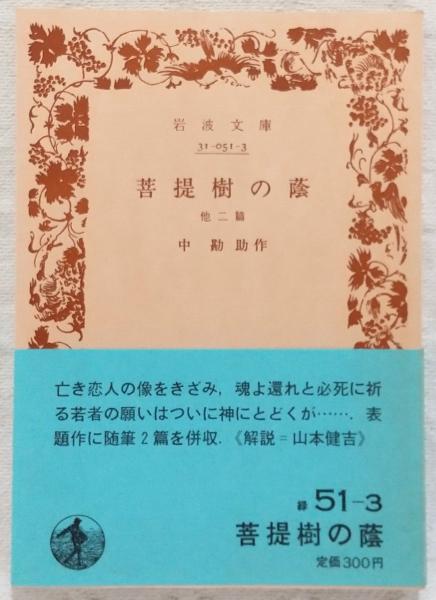 岩波文庫
31-051-3
菩提樹の蔭
他二篇
中勘助作
亡き恋人の像をきざみ，魂よ還れと必死に祈
る若者の願いはついに神にとどくが……．表
題作に随筆2篇を併収．《解説＝山本健吉》
緑 51-3
菩提樹の蔭
定価300円